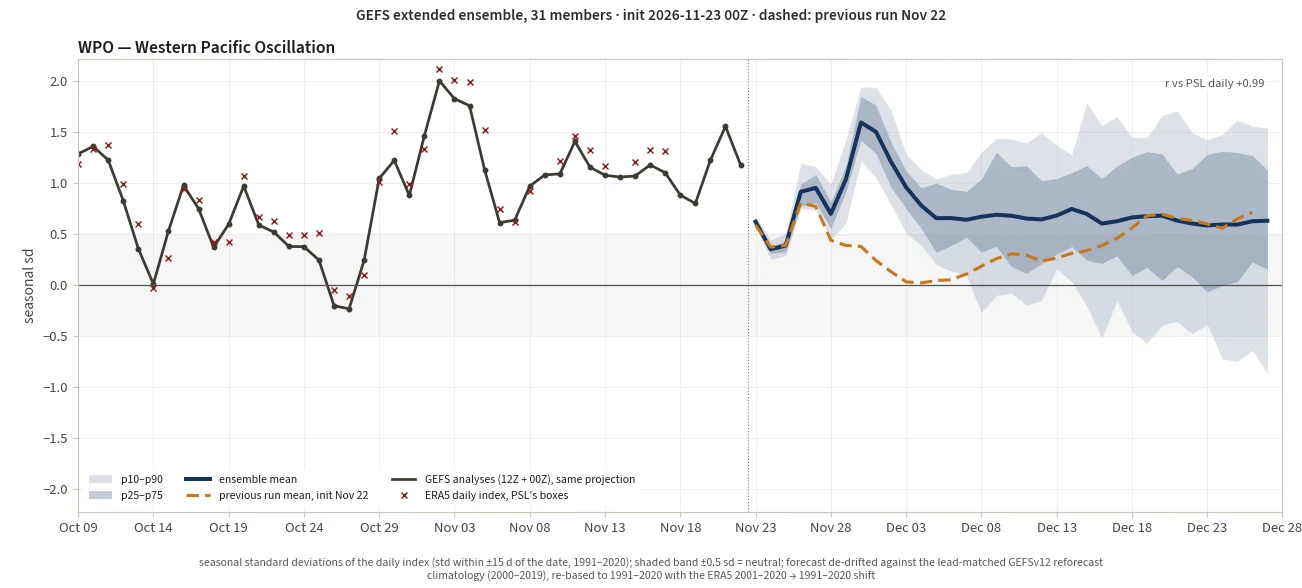 GEFS extended ensemble, 31 members · init 2026-11-23 00Z · dashed: previous run Nov 22
WPO — Western Pacific Oscillation
r vs PSL daily +0.99
seasonal sd
2.0
1.5
1.0
0.5
0.0
−0.5
−1.0
−1.5
−2.0
p10–p90
p25–p75
ensemble mean
previous run mean, init Nov 22
GEFS analyses (12Z + 00Z), same projection
ERA5 daily index, PSL's boxes
Oct 09 Oct 14 Oct 19 Oct 24 Oct 29 Nov 03 Nov 08 Nov 13 Nov 18 Nov 23 Nov 28 Dec 03 Dec 08 Dec 13 Dec 18 Dec 23 Dec 28
seasonal standard deviations of the daily index (std within ±15 d of the date, 1991–2020); shaded band ±0.5 sd = neutral; forecast de-drifted against the lead-matched GEFSv12 reforecast
climatology (2000–2019), re-based to 1991–2020 with the ERA5 2001–2020 → 1991–2020 shift